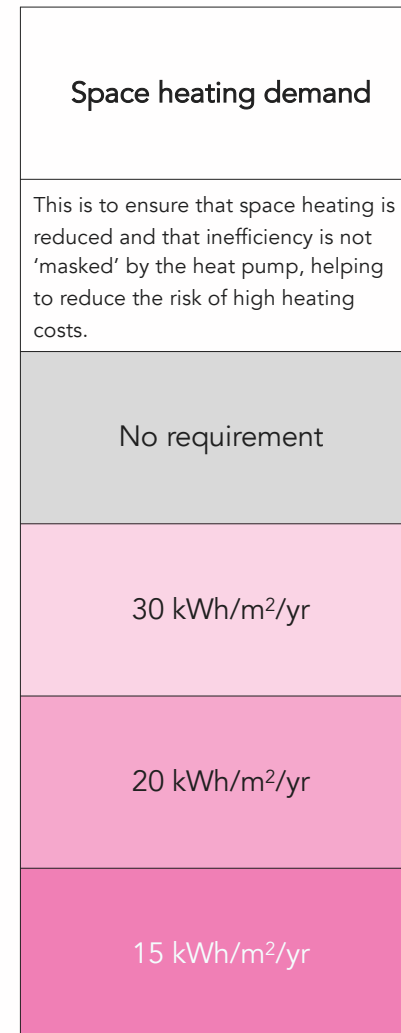 Space heating demand
This is to ensure that space heating is
reduced and that inefficiency is not
‘masked’ by the heat pump, helping
to reduce the risk of high heating
costs.
No requirement
30 kWh/m²/yr
20 kWh/m²/yr
15 kWh/m²/yr